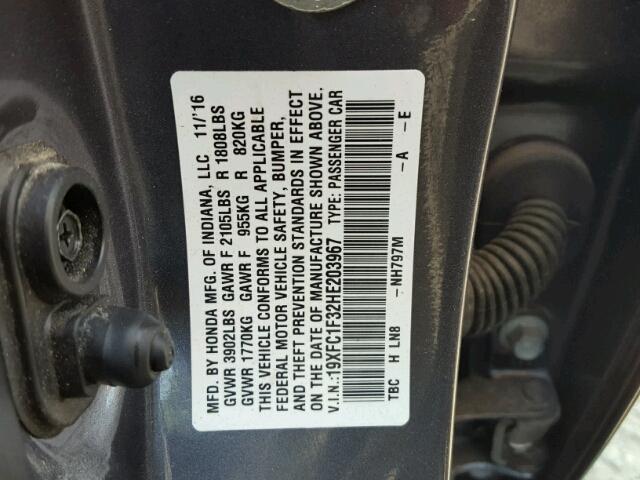 MFD. BY HONDA MFG. OF INDIANA, LLC 11/'16
GVWR 3902LBS GAWR F 2105LBS R 1808LBS
GVWR 1770KG GAWR F 955KG R 820KG
THIS VEHICLE CONFORMS TO ALL APPLICABLE
FEDERAL MOTOR VEHICLE SAFETY, BUMPER,
AND THEFT PREVENTION STANDARDS IN EFFECT
ON THE DATE OF MANUFACTURE SHOWN ABOVE.
V.I.N.:19XFC1F32HE203967 TYPE: PASSENGER CAR
TBC H LN8 -NH797M -A -E